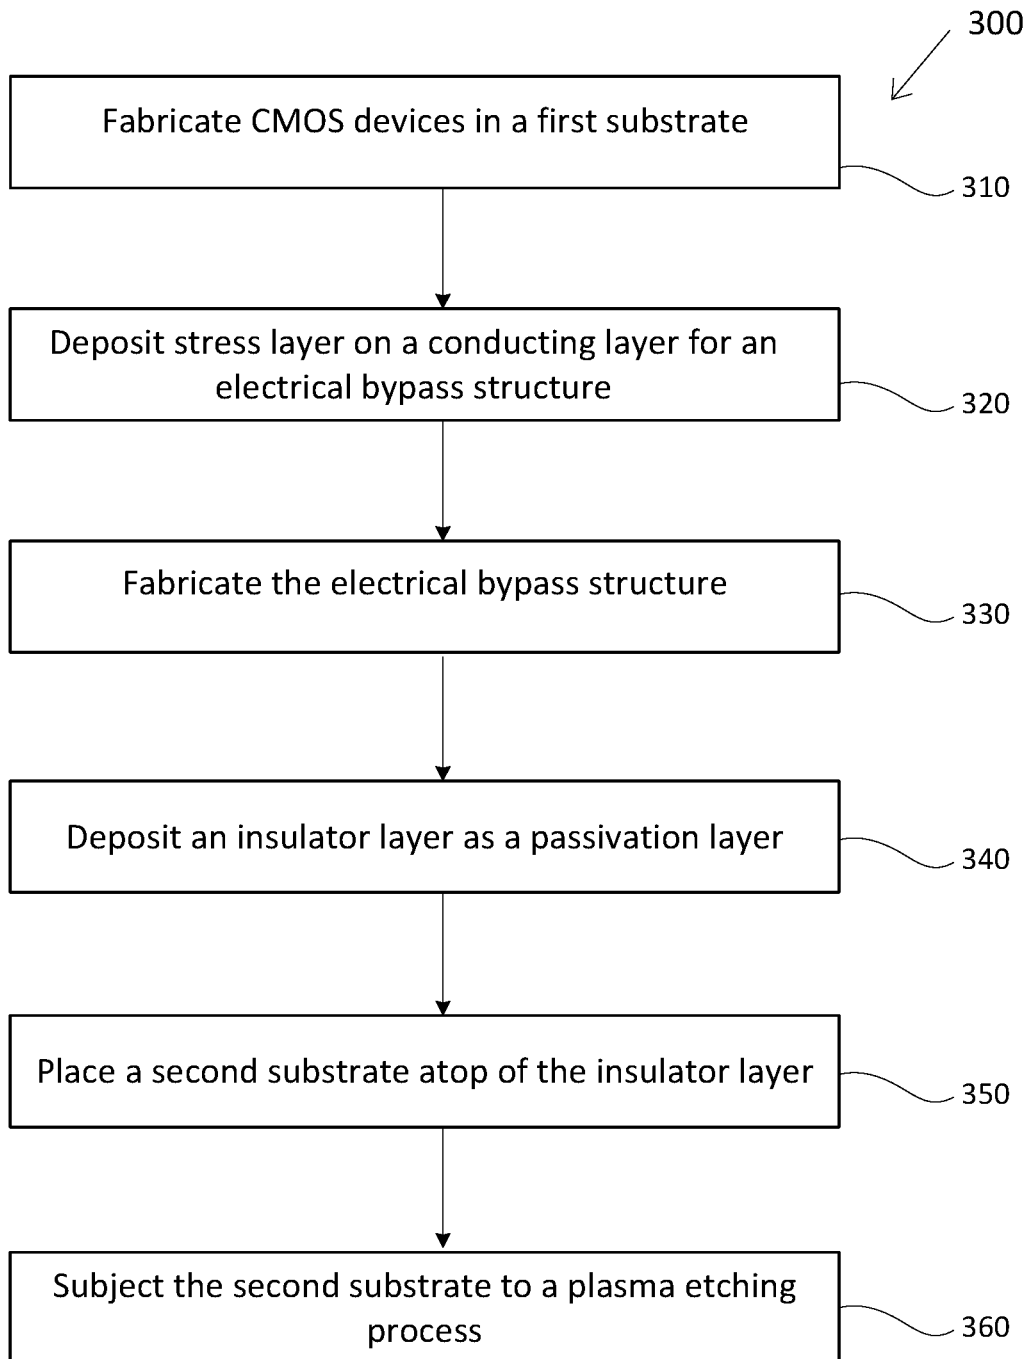 300
Fabricate CMOS devices in a first substrate
310
Deposit stress layer on a conducting layer for an
electrical bypass structure
320
Fabricate the electrical bypass structure
330
Deposit an insulator layer as a passivation layer
340
Place a second substrate atop of the insulator layer
350
Subject the second substrate to a plasma etching
process
360